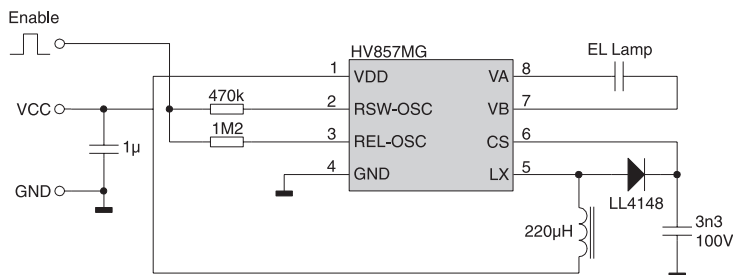 Enable
HV857MG
EL Lamp
1 VDD VA 8
VCC 470k 2 RSW-OSC VB 7
1M2 3 REL-OSC CS 6
1µ 4 GND LX 5
GND LL4148
220µH 3n3
100V